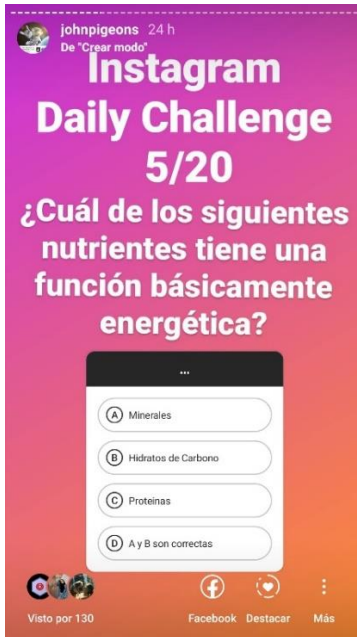 johnpigeons 24 h
De "Crear modo"
Instagram
Daily Challenge
5/20
¿Cuál de los siguientes
nutrientes tiene una
función básicamente
energética?
...
A Minerales
B Hidratos de Carbono
C Proteinas
D A y B son correctas
Visto por 130
Facebook
Destacar
Más